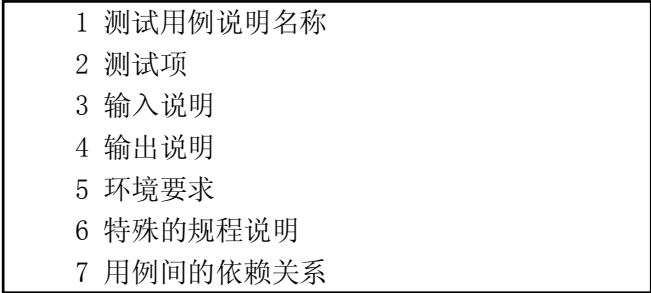 1 测试用例说明名称
2 测试项
3 输入说明
4 输出说明
5 环境要求
6 特殊的规程说明
7 用例间的依赖关系